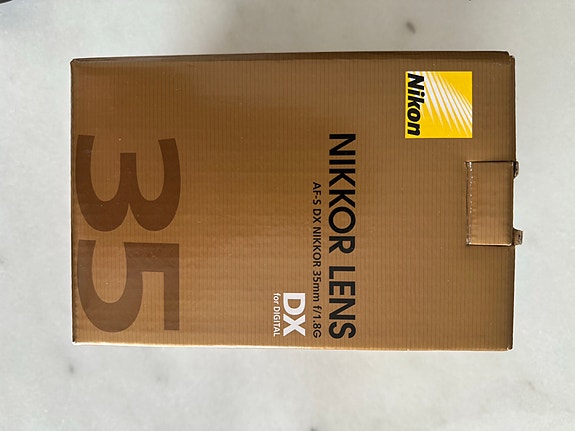 Nikon
NIKKOR LENS
AF-S DX NIKKOR 35mm f/1.8G
DX
for DIGITAL
35